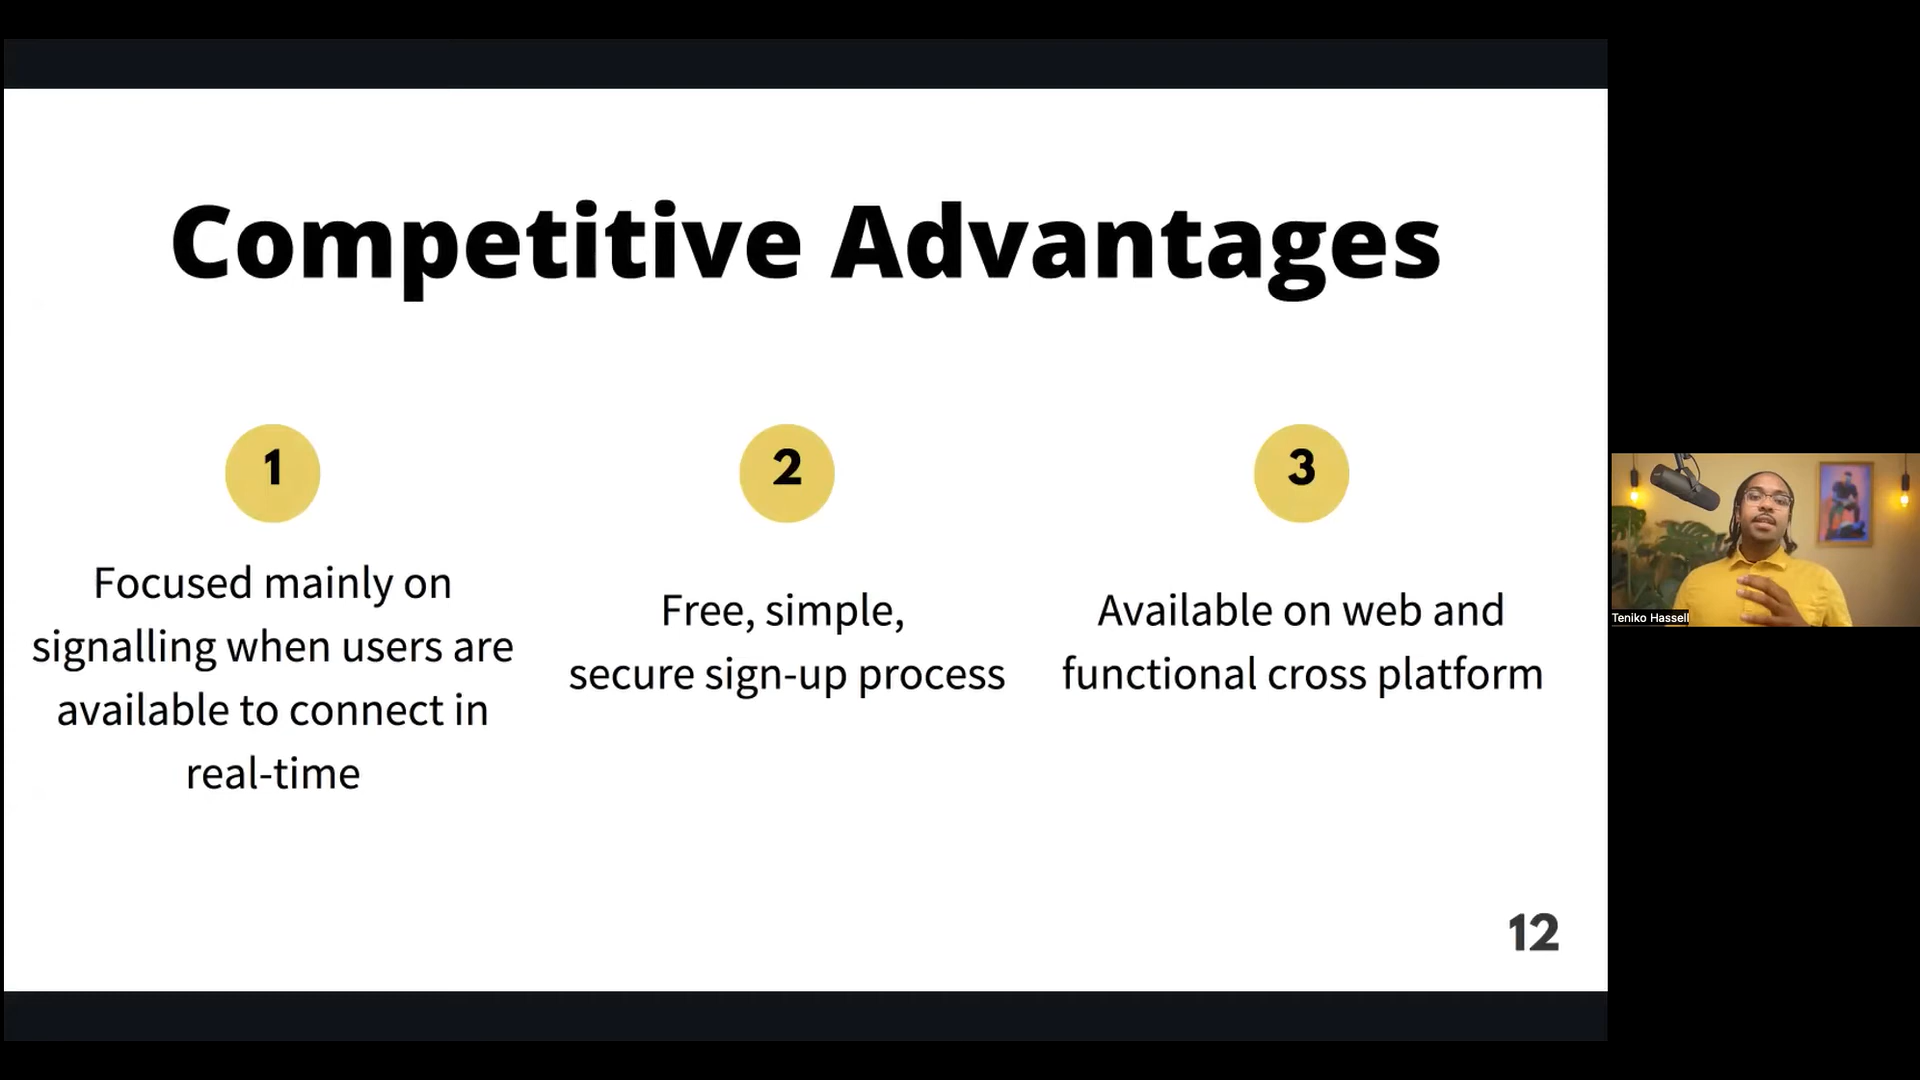 Competitive Advantages
1
Focused mainly on
signalling when users are
available to connect in
real-time
2
Free, simple,
secure sign-up process
3
Available on web and
functional cross platform
12
Teniko Hassell